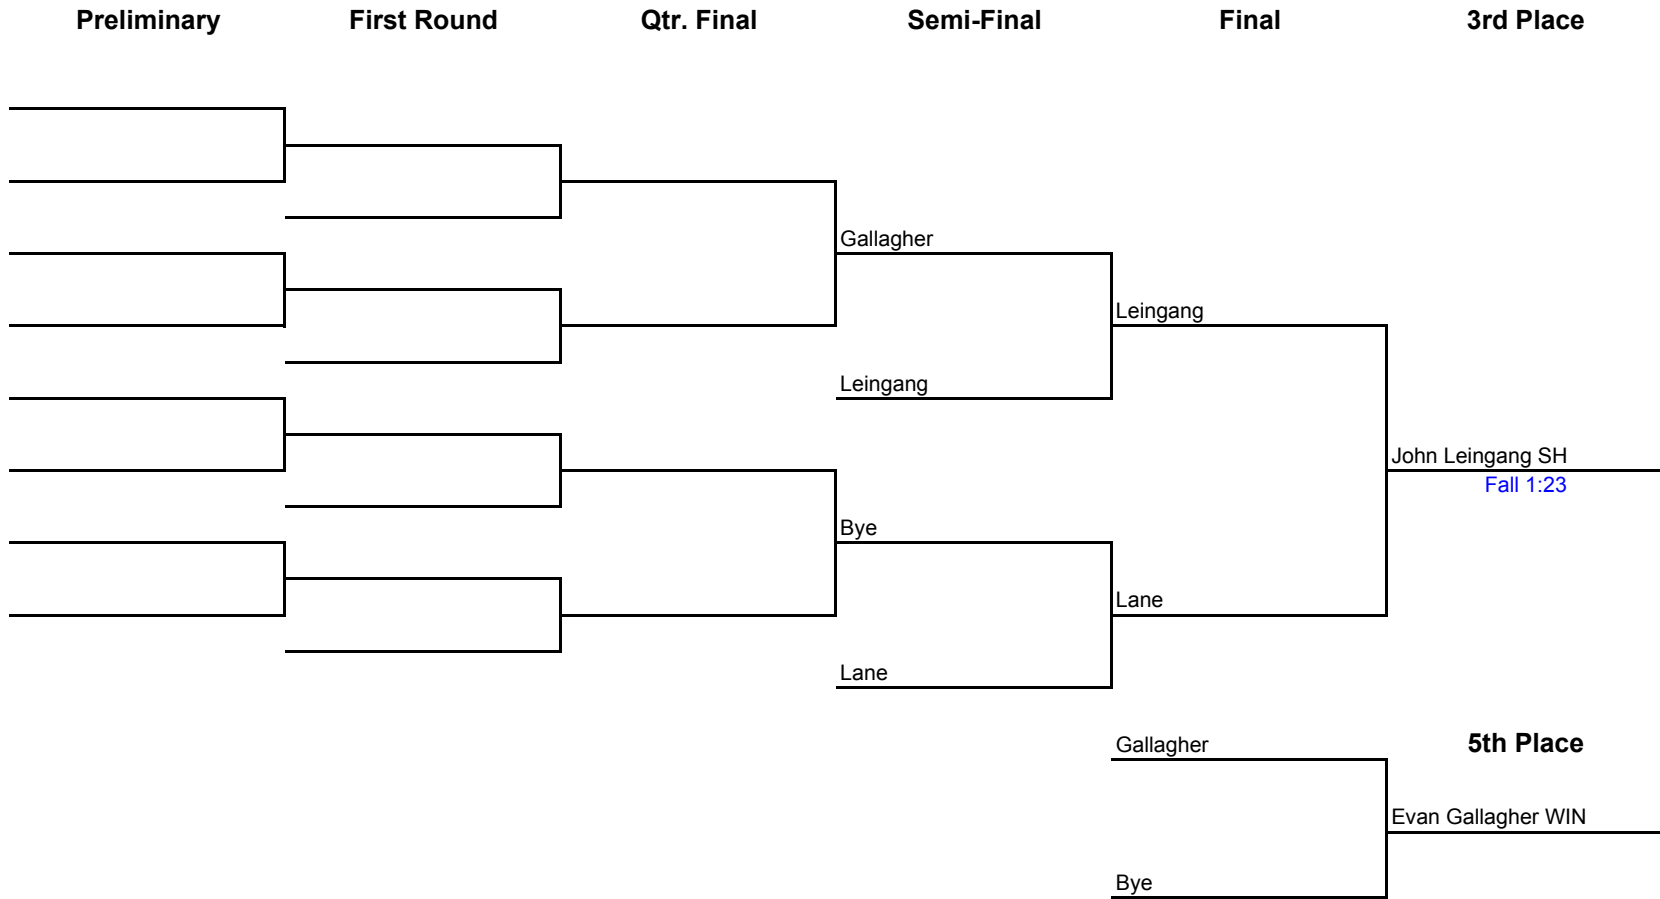 Preliminary First Round Qtr. Final Semi-Final Final 3rd Place
Gallagher
Leingang
Leingang
John Leingang SH
Fall 1:23
Bye
Lane
Lane
Gallagher
5th Place
Evan Gallagher WIN
Bye